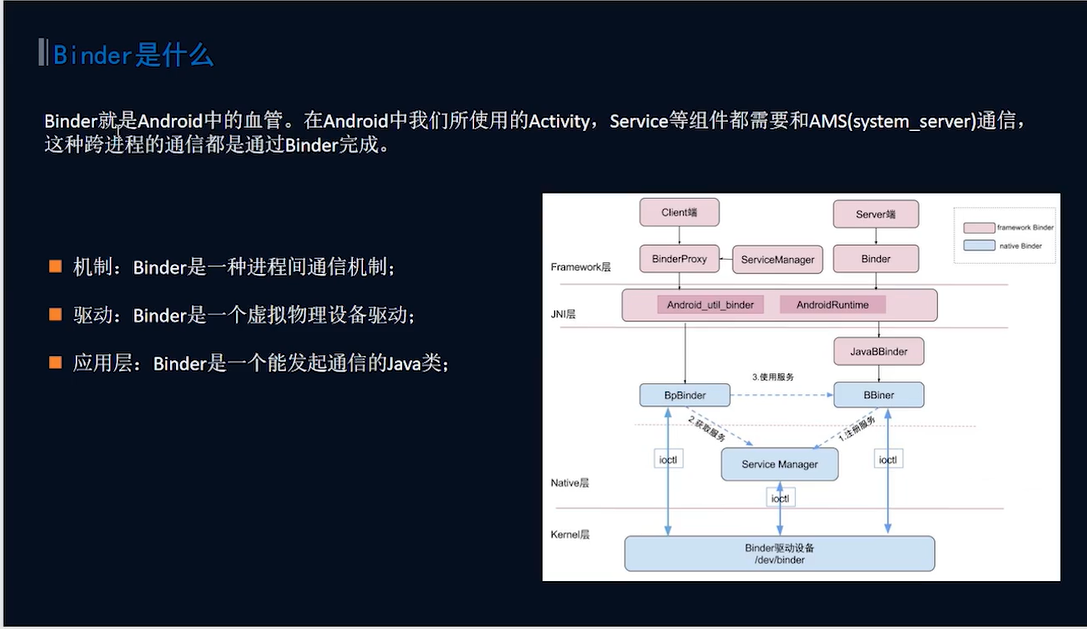 Binder是什么
Binder就是Android中的血管。在Android中我们所使用的Activity，Service等组件都需要和AMS(system_server)通信，
这种跨进程的通信都是通过Binder完成。
机制：Binder是一种进程间通信机制；
驱动：Binder是一个虚拟物理设备驱动；
应用层：Binder是一个能发起通信的Java类；
Client端
Server端
framework Binder
native Binder
BinderProxy
ServiceManager
Binder
Framework层
Android_util_binder
AndroidRuntime
JNI层
JavaBBinder
3.使用服务
BpBinder
BBiner
2.获取服务
1.注册服务
ioctl
Service Manager
ioctl
Native层
ioctl
Kernel层
Binder驱动设备
/dev/binder